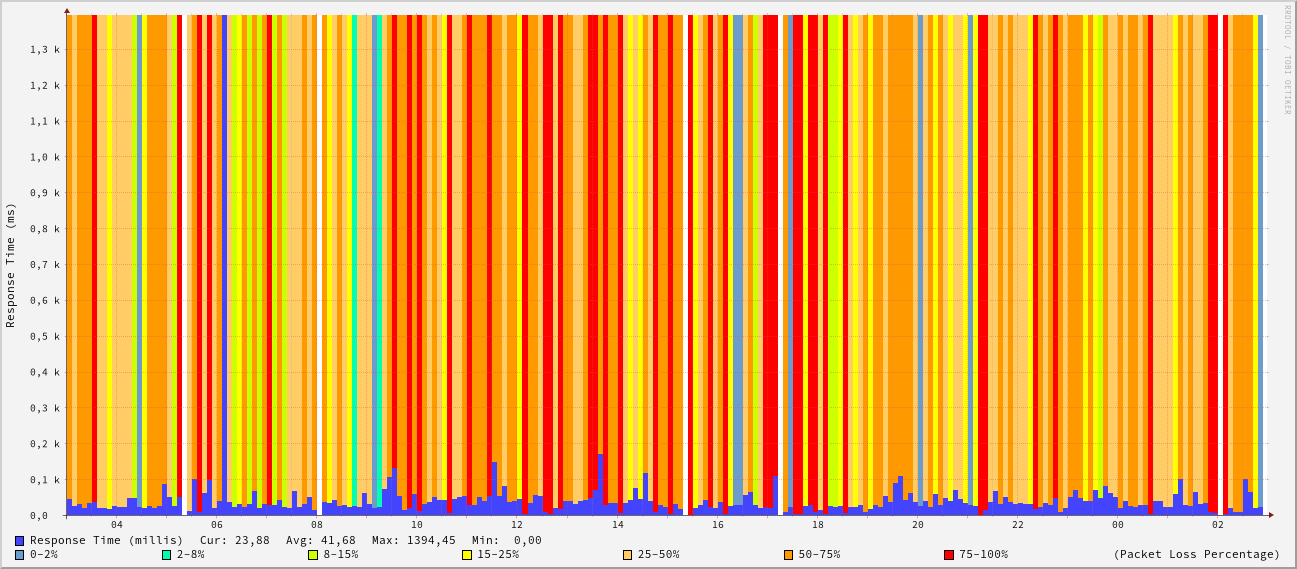 RRDTOOL / TOBI OETIKER
Response Time (ms)
1,3 k
1,2 k
1,1 k
1,0 k
0,9 k
0,8 k
0,7 k
0,6 k
0,5 k
0,4 k
0,3 k
0,2 k
0,1 k
0,0
04 06 08 10 12 14 16 18 20 22 00 02
Response Time (millis) Cur: 23,88 Avg: 41,68 Max: 1394,45 Min: 0,00
0-2% 2-8% 8-15% 15-25% 25-50% 50-75% 75-100% (Packet Loss Percentage)